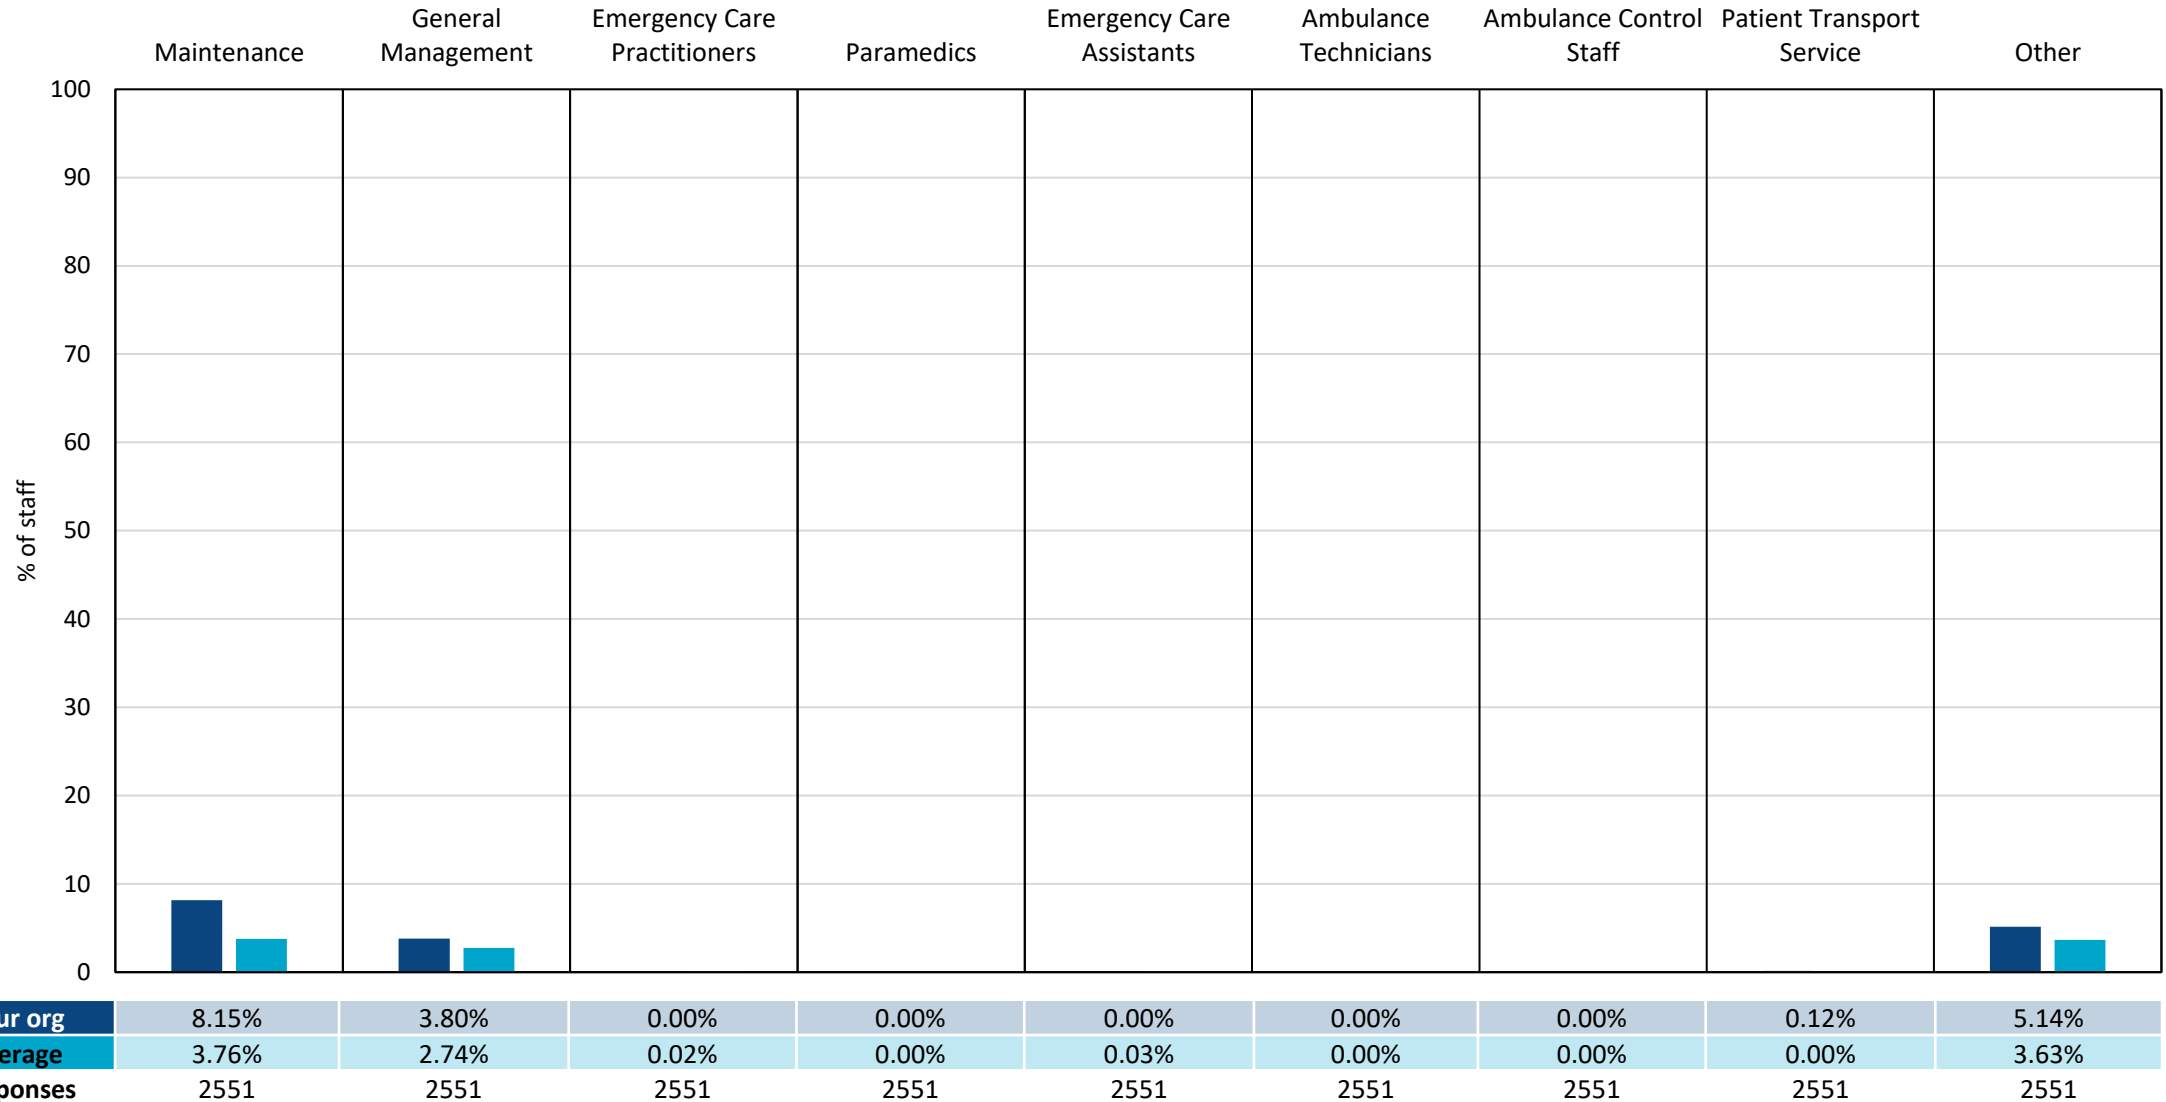 Maintenance
General
Management
Emergency Care
Practitioners
Paramedics
Emergency Care
Assistants
Ambulance
Technicians
Ambulance Control
Staff
Patient Transport
Service
Other
% of staff
100
90
80
70
60
50
40
30
20
10
0
ur org 8.15% 3.80% 0.00% 0.00% 0.00% 0.00% 0.00% 0.12% 5.14%
erage 3.76% 2.74% 0.02% 0.00% 0.03% 0.00% 0.00% 0.00% 3.63%
ponses 2551 2551 2551 2551 2551 2551 2551 2551 2551